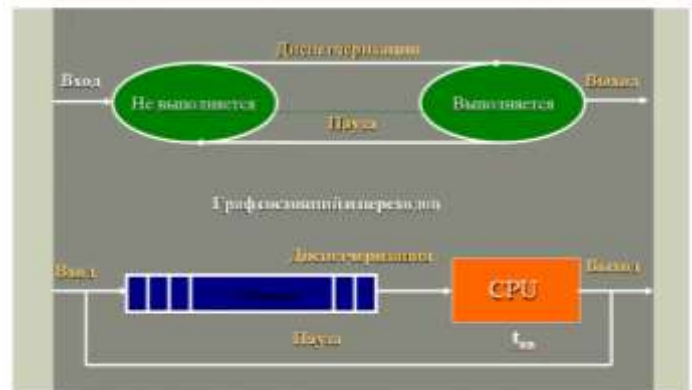 Диспетчеризация
Вход
Выход
Не выполняется
Выполняется
Пауза
Граф состояний и переходов
Диспетчеризация
Вход
Выход
CPU
Пауза